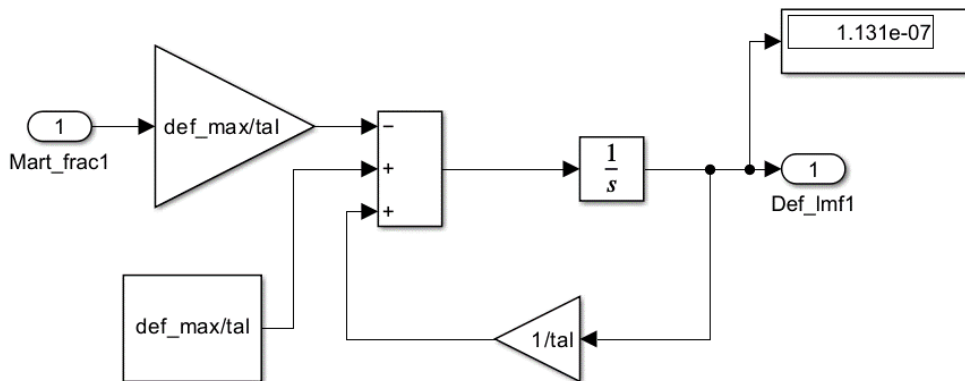 1.131e-07
1
Mart_frac1
def_max/tal
−
+
+
1
s
1
Def_lmf1
def_max/tal
1/tal